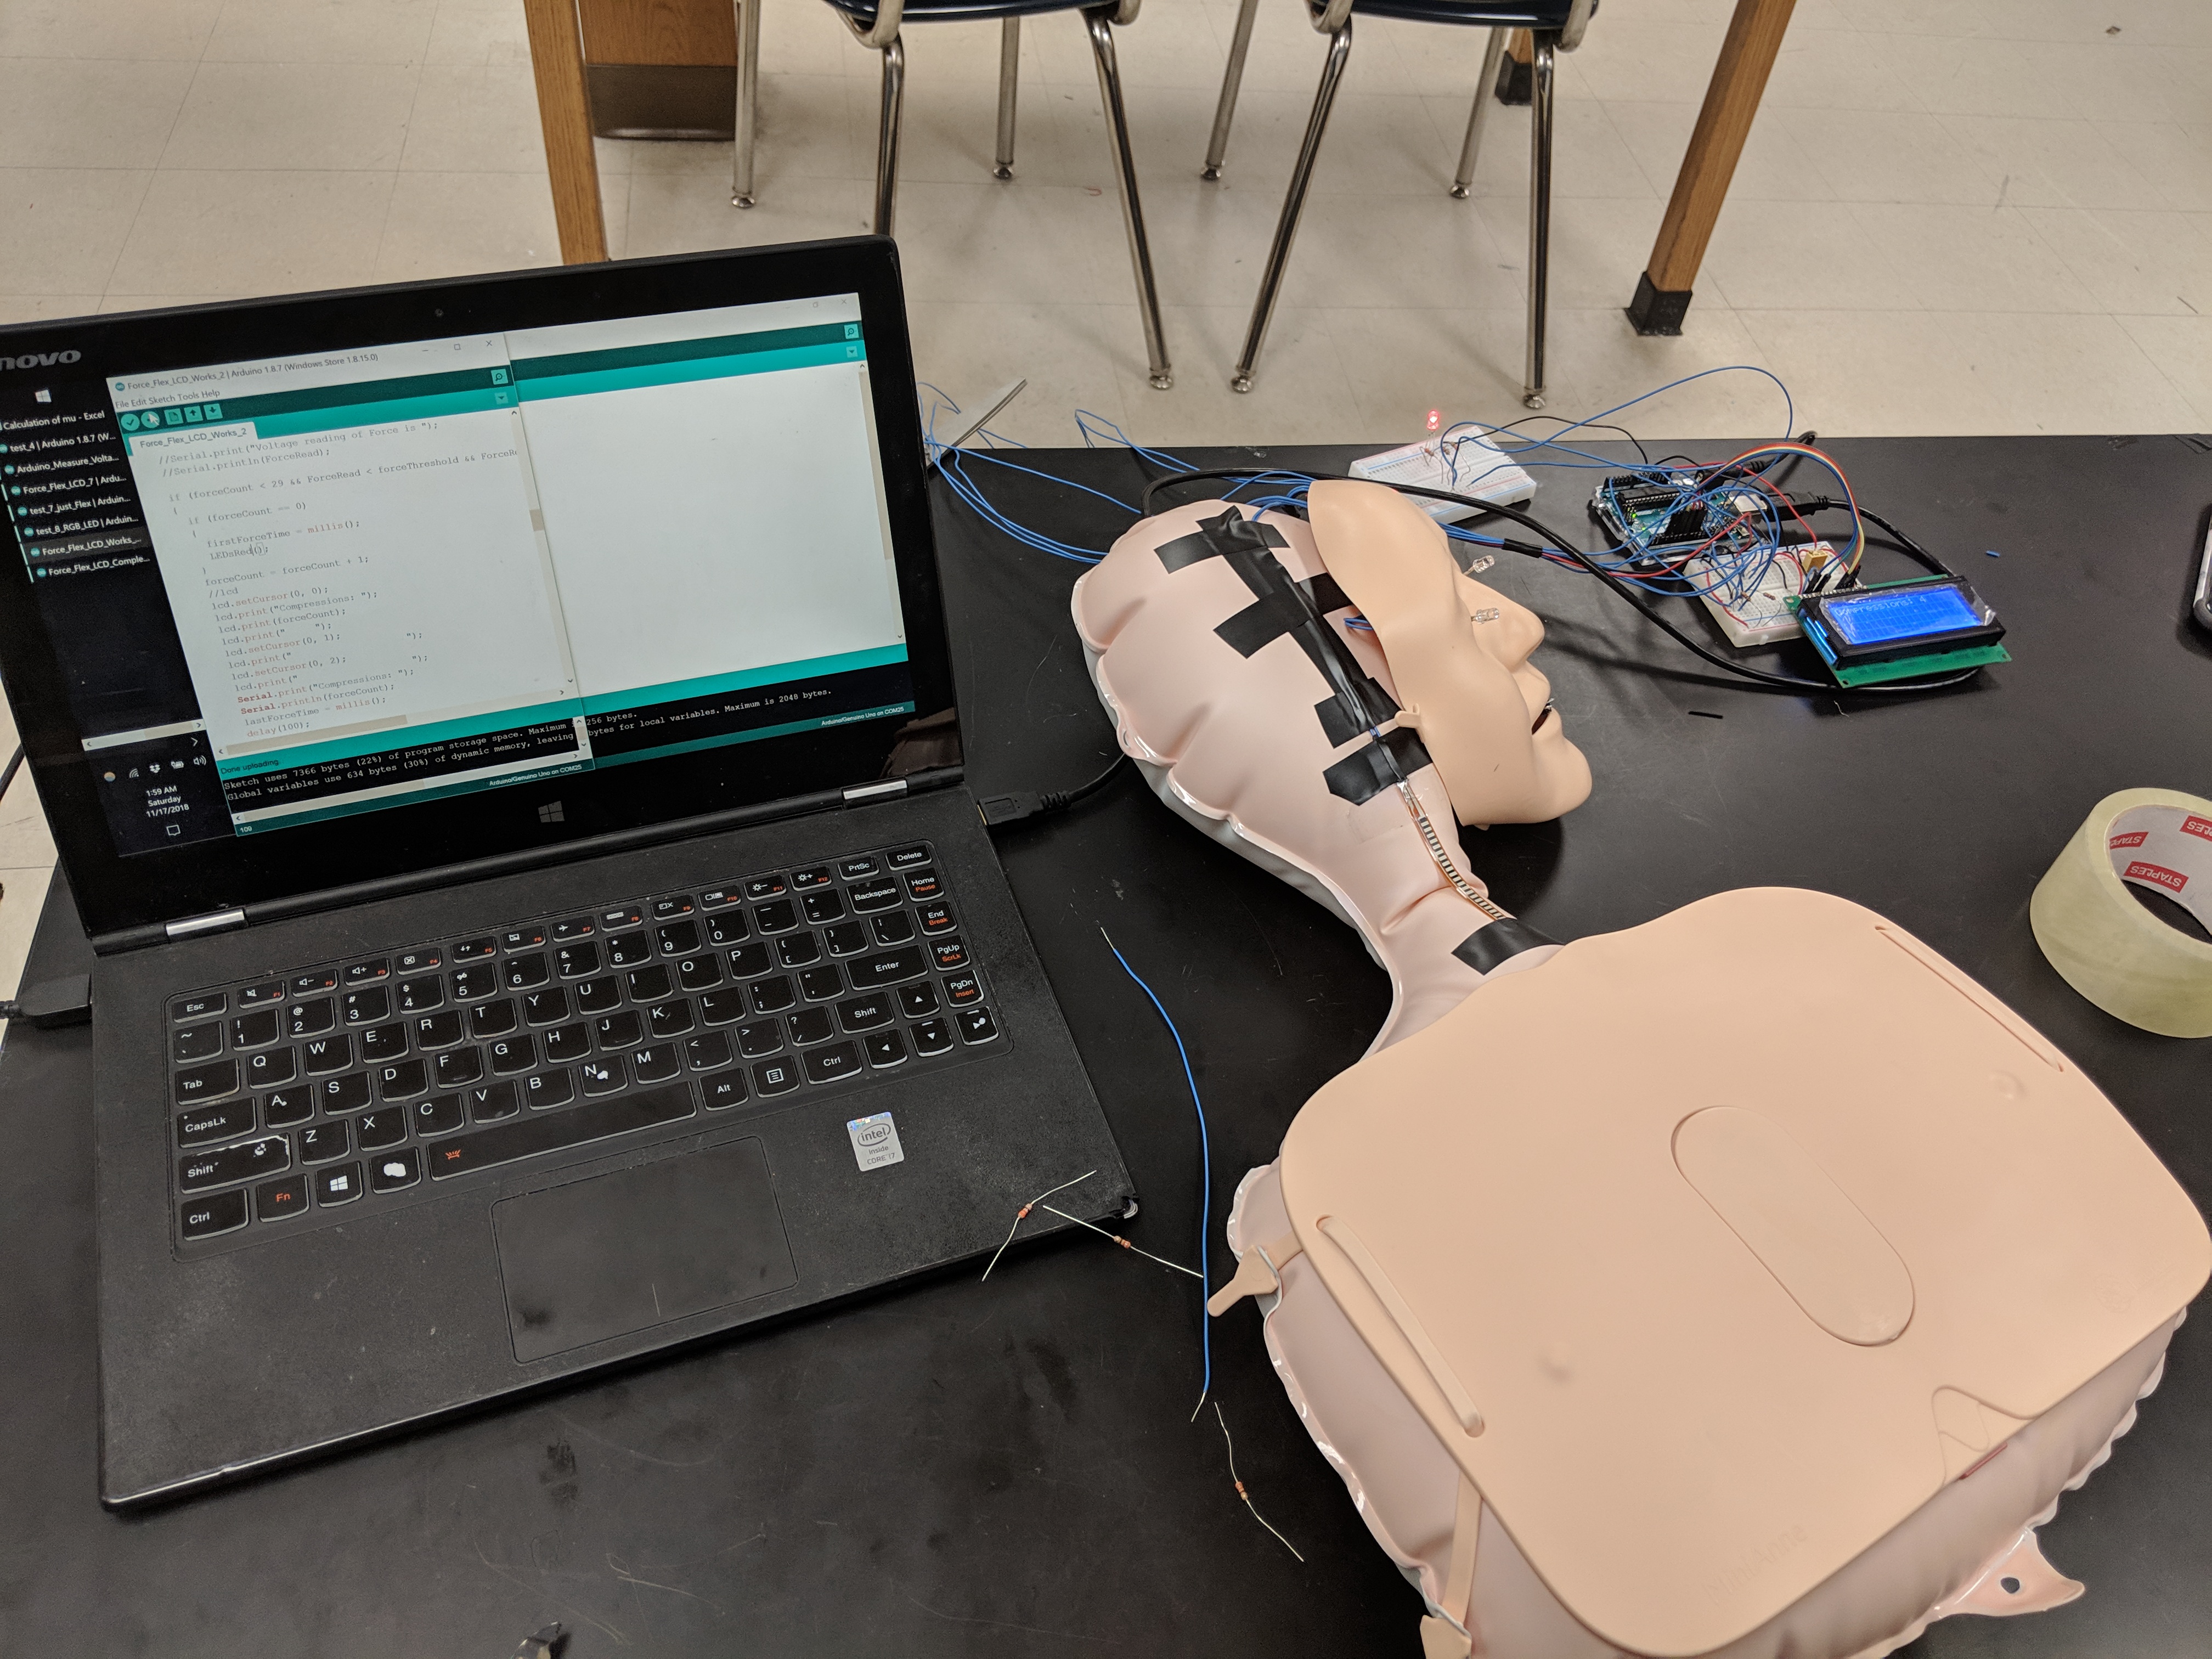 novo
Calculation of mu - Excel
test_4 | Arduino 1.8.7 (W...
Arduino_Measure_Volta...
Force_Flex_LCD_7 | Ardu...
test_7_just_Flex | Arduin...
test_8_RGB_LED | Arduin...
Force_Flex_LCD_Works_...
Force_Flex_LCD_Comple...
1:59 AM
Saturday
11/17/2018
Force_Flex_LCD_Works_2 | Arduino 1.8.7 (Windows Store 1.8.15.0)
File Edit Sketch Tools Help
Force_Flex_LCD_Works_2
//Serial.print("Voltage reading of Force is ");
//Serial.println(ForceRead);
if (forceCount < 29 && ForceRead < forceThreshold && ForceRe
{
if (forceCount == 0)
{
firstForceTime = millis();
LEDsRed();
}
forceCount = forceCount + 1;
//lcd
lcd.setCursor(0, 0);
lcd.print("Compressions: ");
lcd.print(forceCount);
lcd.print("     ");
lcd.setCursor(0, 1);
lcd.print("                ");
lcd.setCursor(0, 2);
lcd.print("                ");
Serial.print("Compressions: ");
Serial.println(forceCount);
lastForceTime = millis();
delay(100);
Done uploading.
Sketch uses 7366 bytes (22%) of program storage space. Maximum
Global variables use 634 bytes (30%) of dynamic memory, leaving
Arduino/Genuino Uno on COM25
109
256 bytes.
bytes for local variables. Maximum is 2048 bytes.
Arduino/Genuino Uno on COM25
Compressions: 4
Esc F1 F2 F3 F4 F5 F6 F7 F8 F9 F10 F11 F12 PrtSc Delete
~ ` ! 1 @ 2 # 3 $ 4 % 5 ^ 6 & 7 * 8 ( 9 ) 0 _ - + = Backspace Home Pause
Tab Q W E R T Y U I O P { [ } ] | \ End Break
CapsLk A S D F G H J K L : ; " ' Enter PgUp ScrLk
Shift Z X C V B N M < , > . ? / Shift PgDn Insert
Ctrl Fn Alt Ctrl
intel
inside
CORE i7
STAPLES
STAPLES
STAPLES